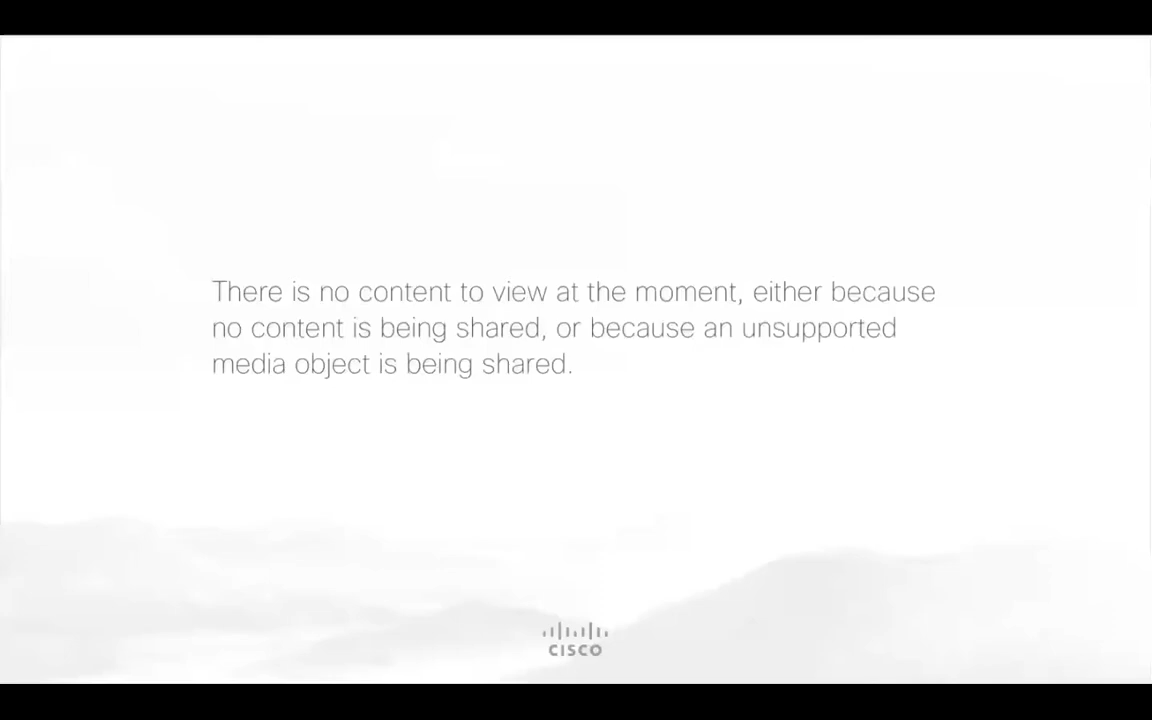 There is no content to view at the moment, either because
no content is being shared, or because an unsupported
media object is being shared.
CISCO